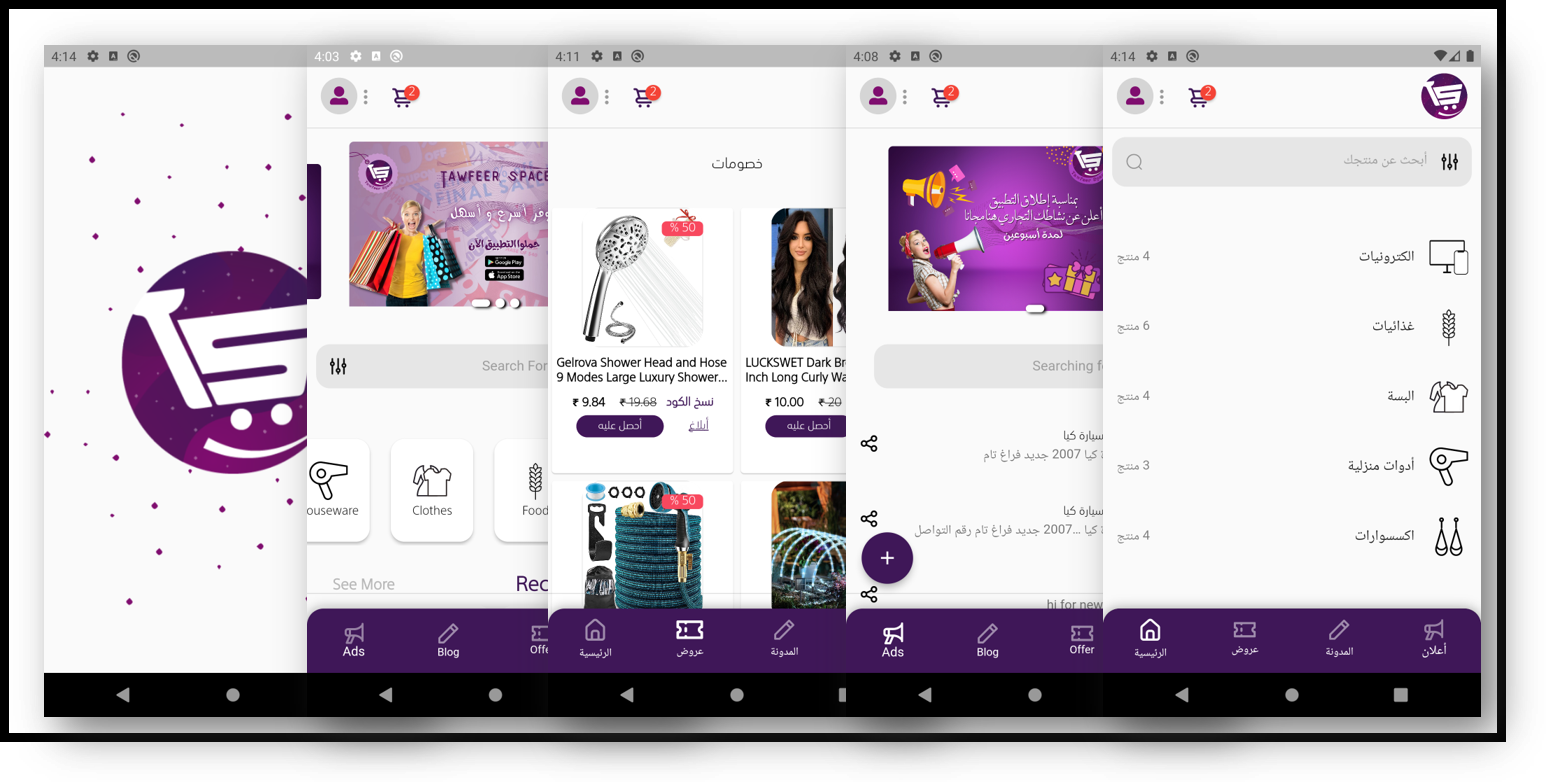 4:14
4:03
2
TAWFEER SPACE
FINAL SALE
وفر أسرع و أسهل
حملوا التطبيق الأن
Google Play
App Store
Search For
ouseware
Clothes
Food
See More
Rec
Ads
Blog
Offe
4:11
2
خصومات
% 50
Gelrova Shower Head and Hose
9 Modes Large Luxury Shower...
₹ 9.84 ₹ 19.68 نسخ الكود
أحصل عليه أبلاغ
LUCKSWET Dark Br
Inch Long Curly Wa
₹ 10.00 ₹ 20
أحصل عليه
% 50
الرئيسية
عروض
المدونة
4:08
2
بمناسبة إطلاق التطبيق
أعلن عن نشاطك التجاري هنا مجانا
لمدة أسبوعين
Searching f
سيارة كيا
كيا 2007 جديد فراغ تام
سيارة كيا
كيا ...2007 جديد فراغ تام رقم التواصل
hi for new
Ads
Blog
Offer
4:14
2
أبحث عن منتجك
الكترونيات
4 منتج
غذائيات
6 منتج
البسة
4 منتج
أدوات منزلية
3 منتج
اكسسوارات
4 منتج
الرئيسية
عروض
المدونة
أعلان